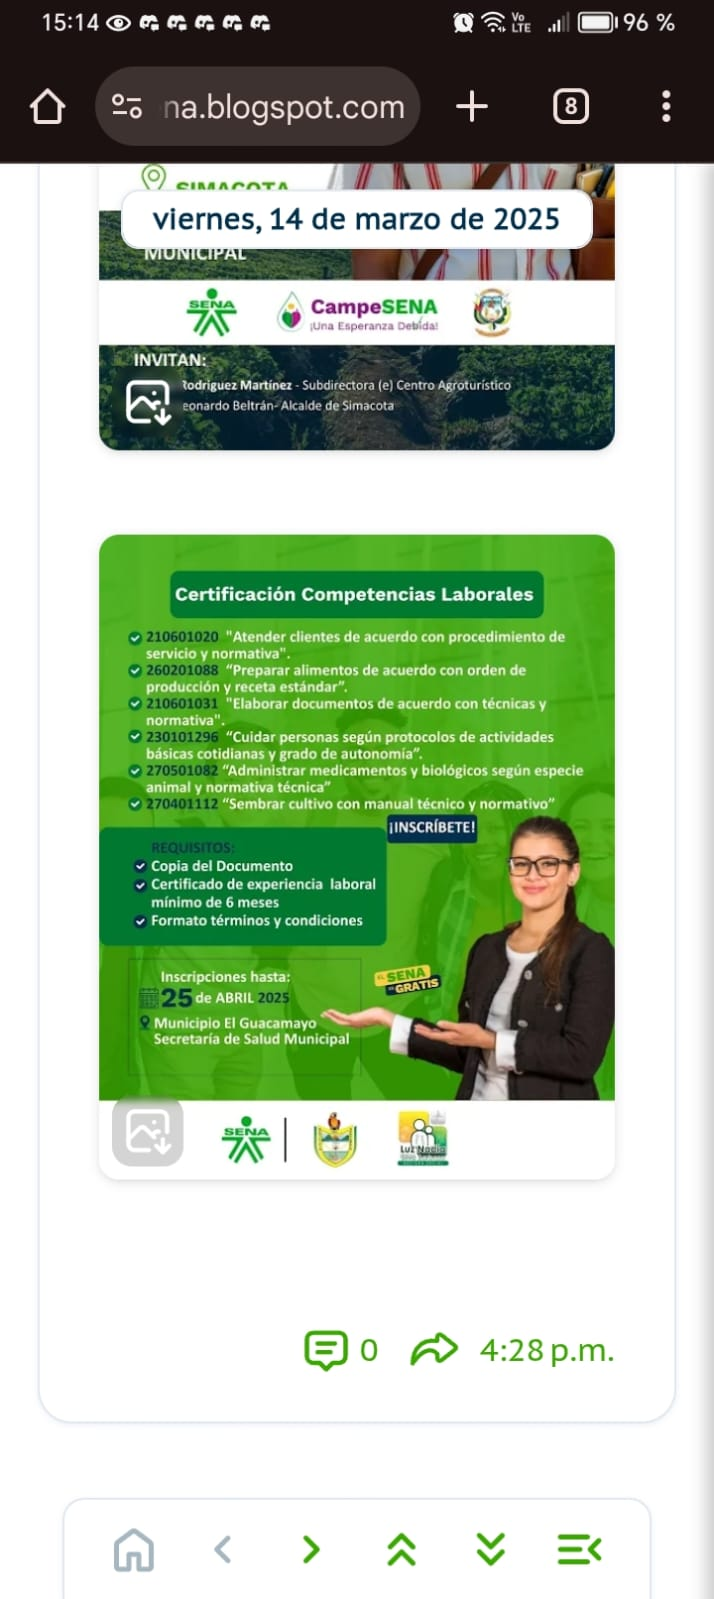 15:14
Vo
LTE
96 %
na.blogspot.com
8
SIMACOTA
viernes, 14 de marzo de 2025
MUNICIPAL
SENA
CampeSENA
¡Una Esperanza Debida!
INVITAN:
Rodriguez Martínez - Subdirectora (e) Centro Agroturístico
eonardo Beltrán- Alcalde de Simacota
Certificación Competencias Laborales
210601020 "Atender clientes de acuerdo con procedimiento de
servicio y normativa".
260201088 “Preparar alimentos de acuerdo con orden de
producción y receta estándar”.
210601031 "Elaborar documentos de acuerdo con técnicas y
normativa".
230101296 “Cuidar personas según protocolos de actividades
básicas cotidianas y grado de autonomía”.
270501082 “Administrar medicamentos y biológicos según especie
animal y normativa técnica”
270401112 “Sembrar cultivo con manual técnico y normativo”
¡INSCRÍBETE!
REQUISITOS:
Copia del Documento
Certificado de experiencia laboral
mínimo de 6 meses
Formato términos y condiciones
Inscripciones hasta:
25 de ABRIL 2025
EL SENA
ES GRATIS
Municipio El Guacamayo
Secretaría de Salud Municipal
SENA
Luz Nadia
0
4:28 p.m.